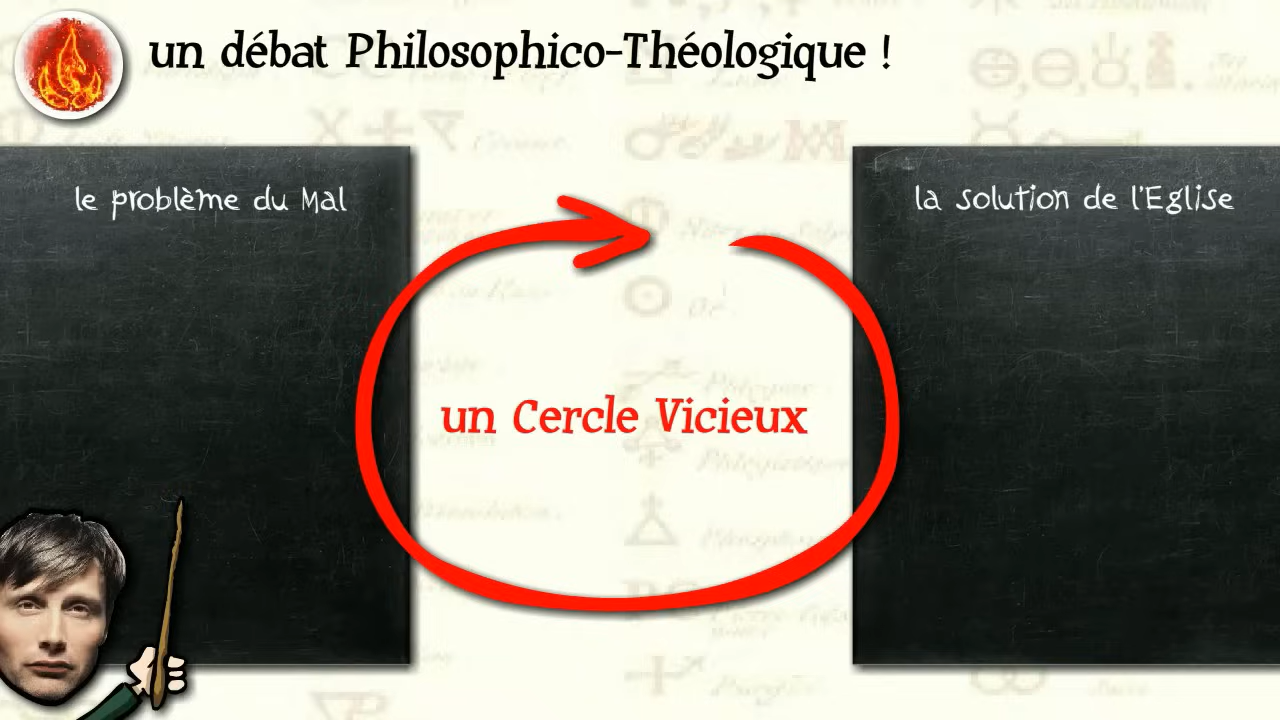 un débat Philosophico-Théologique !
le problème du Mal
la solution de l'Eglise
un Cercle Vicieux